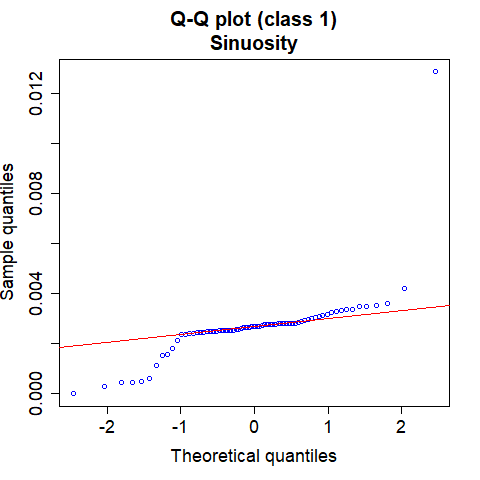 Q-Q plot (class 1)
Sinuosity
Sample quantiles
0.012
0.008
0.004
0.000
-2 -1 0 1 2
Theoretical quantiles